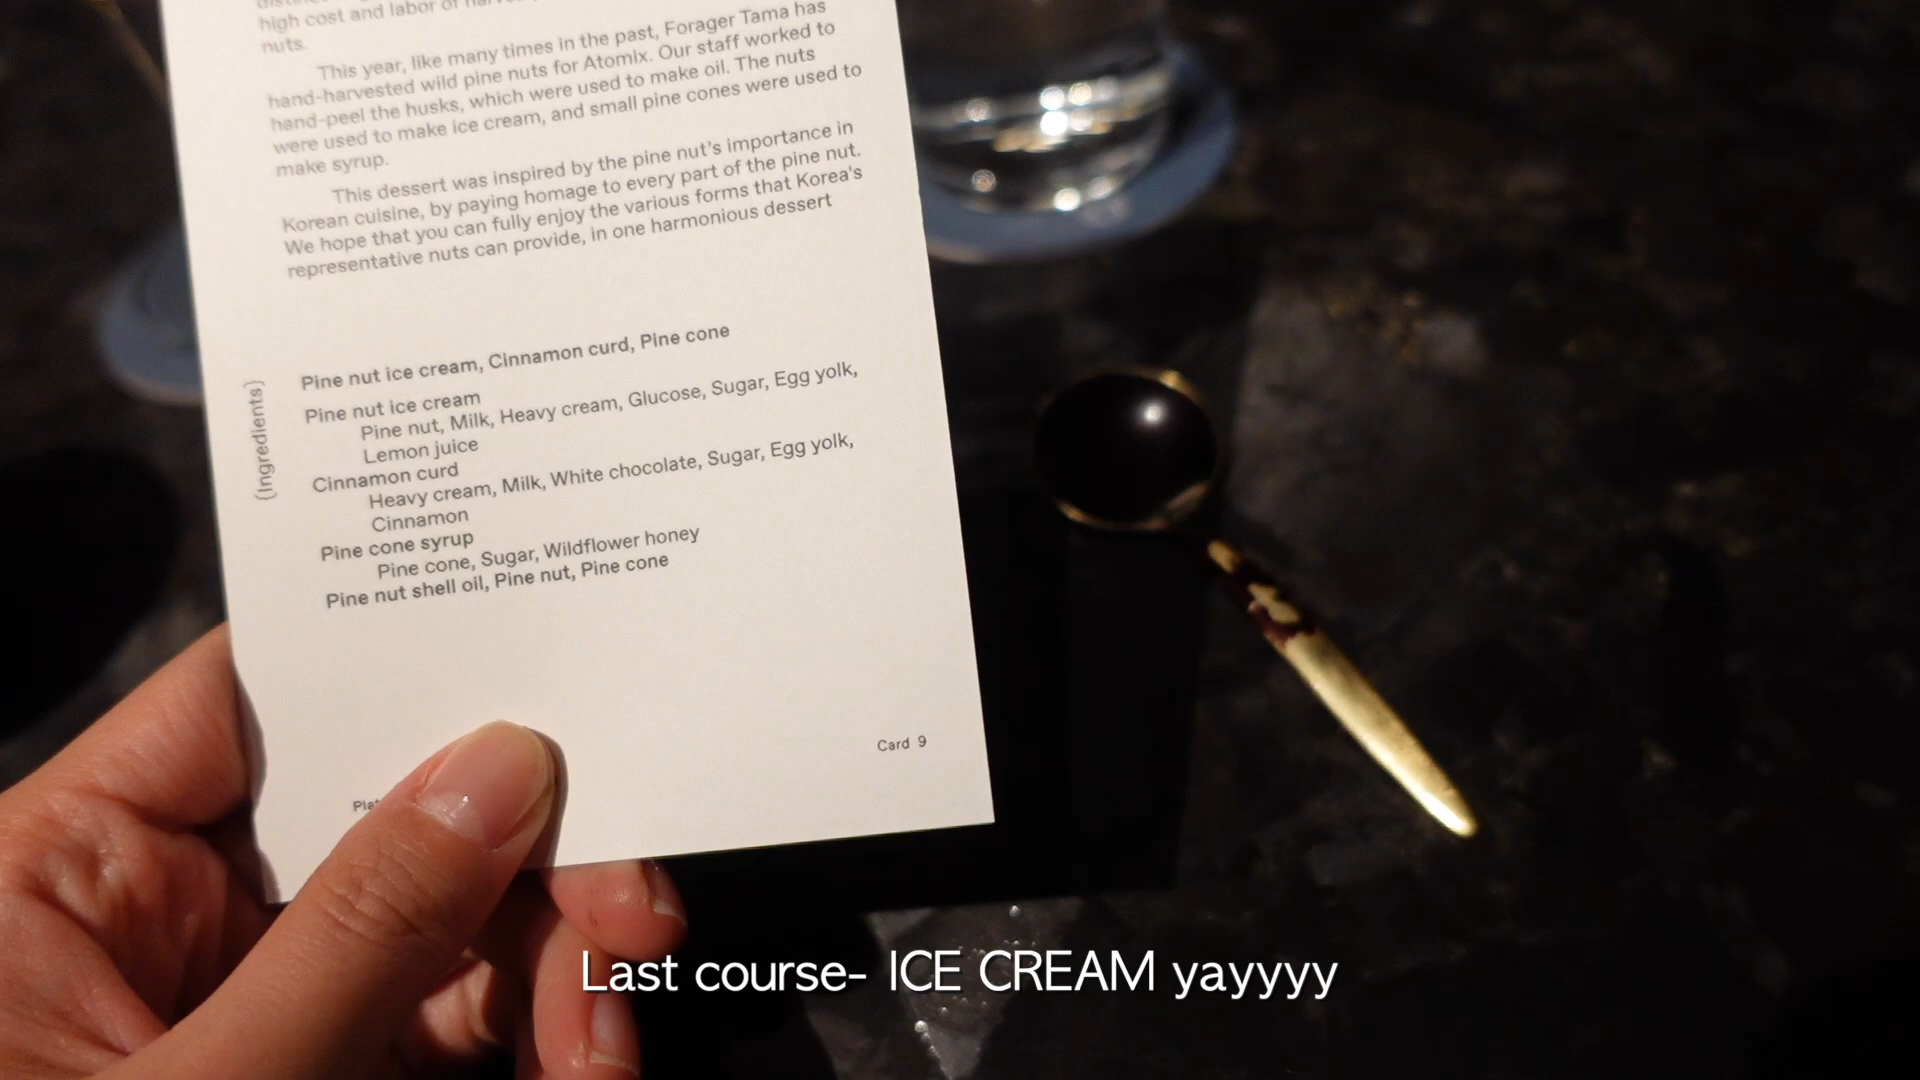 high cost and labor of
nuts.
This year, like many times in the past, Forager Tama has
hand-harvested wild pine nuts for Atomix. Our staff worked to
hand-peel the husks, which were used to make oil. The nuts
were used to make ice cream, and small pine cones were used to
make syrup.
This dessert was inspired by the pine nut's importance in
Korean cuisine, by paying homage to every part of the pine nut.
We hope that you can fully enjoy the various forms that Korea's
representative nuts can provide, in one harmonious dessert
(Ingredients)
Pine nut ice cream, Cinnamon curd, Pine cone
Pine nut ice cream
Pine nut, Milk, Heavy cream, Glucose, Sugar, Egg yolk,
Lemon juice
Cinnamon curd
Heavy cream, Milk, White chocolate, Sugar, Egg yolk,
Cinnamon
Pine cone syrup
Pine cone, Sugar, Wildflower honey
Pine nut shell oil, Pine nut, Pine cone
Card 9
Last course- ICE CREAM yayyyy